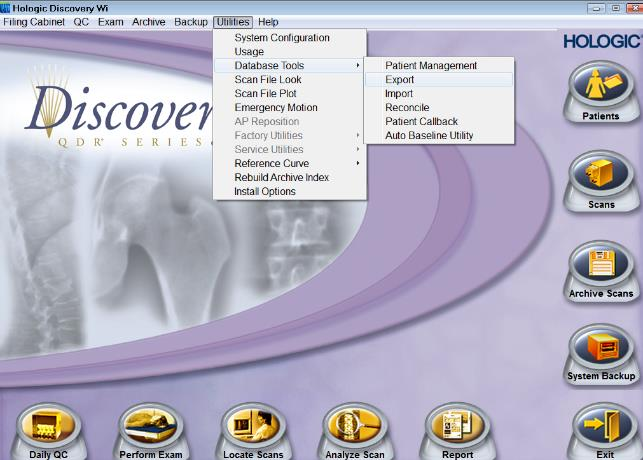 Hologic Discovery Wi
Filing Cabinet QC Exam Archive Backup Utilities Help
System Configuration
Usage
Database Tools
Scan File Look
Scan File Plot
Emergency Motion
AP Reposition
Factory Utilities
Service Utilities
Reference Curve
Rebuild Archive Index
Install Options
Patient Management
Export
Import
Reconcile
Patient Callback
Auto Baseline Utility
HOLOGIC
Discover
QDR SERIES
Patients
Scans
Archive Scans
System Backup
Daily QC
Perform Exam
Locate Scans
Analyze Scan
Report
Exit